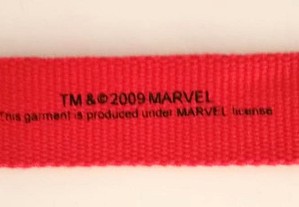 TM & © 2009 MARVEL
This garment is produced under MARVEL license